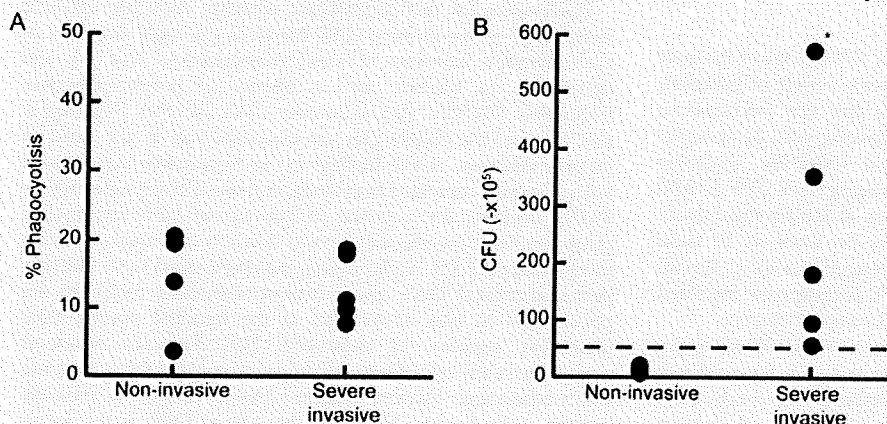 A
50
40
30
20
10
0
% Phagocyotisis
Non-invasive
Severe
invasive
B
600
500
400
300
200
100
0
CFU (-x10⁵)
*
Non-invasive
Severe
invasive